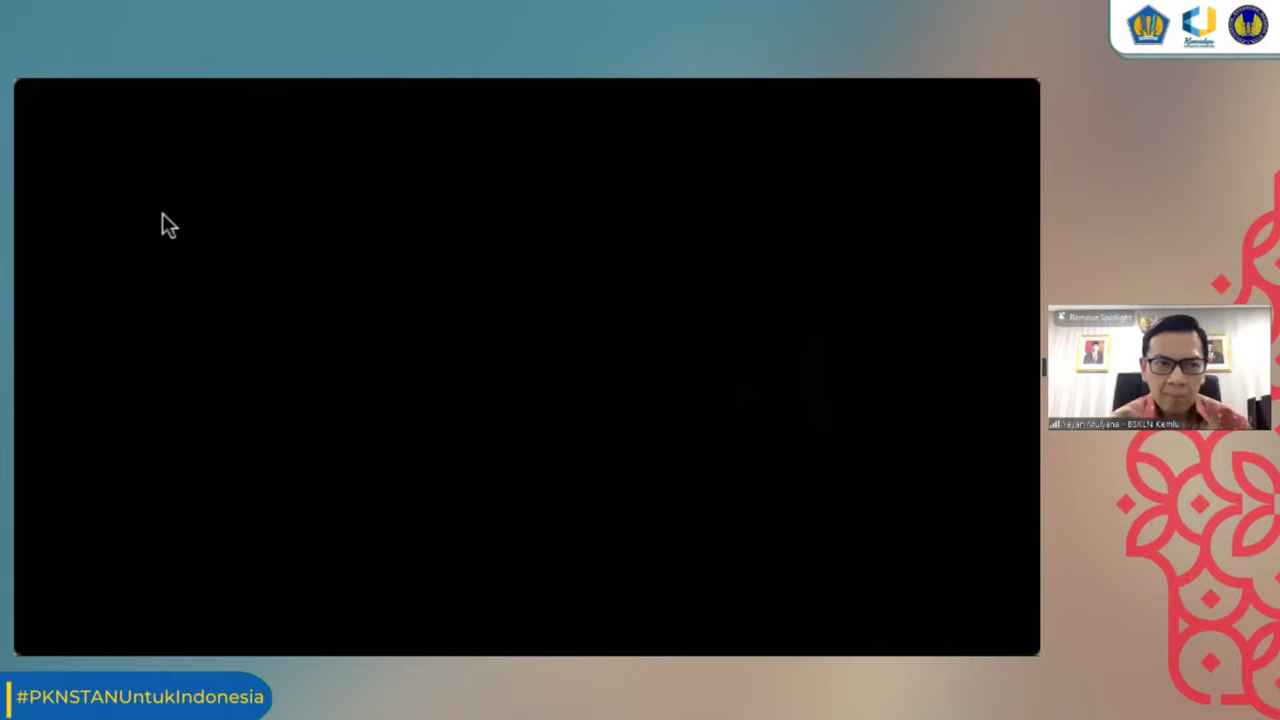 Remove Spotlight
Yayan Mulyana - BSKLN Kemlu
#PKNSTANUntukIndonesia